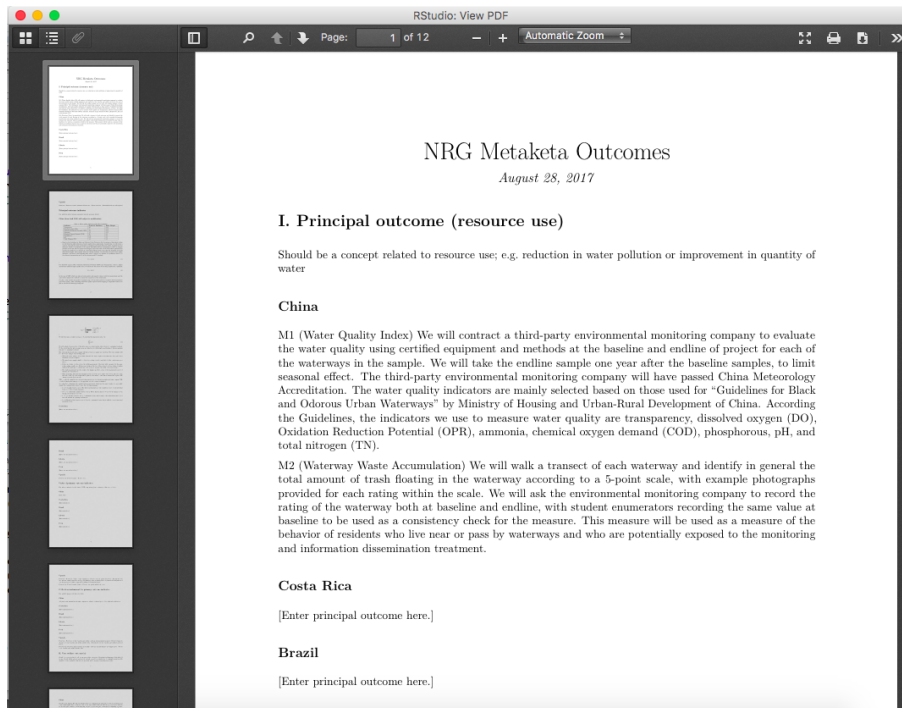 RStudio: View PDF
Page: 1 of 12
Automatic Zoom
NRG Metaketa Outcomes
August 28, 2017
I. Principal outcome (resource use)
Should be a concept related to resource use; e.g. reduction in water pollution or improvement in quantity of
water
China
M1 (Water Quality Index) We will contract a third-party environmental monitoring company to evaluate
the water quality using certified equipment and methods at the baseline and endline of project for each of
the waterways in the sample. We will take the endline sample one year after the baseline samples, to limit
seasonal effect. The third-party environmental monitoring company will have passed China Meteorology
Accreditation. The water quality indicators are mainly selected based on those used for “Guidelines for Black
and Odorous Urban Waterways” by Ministry of Housing and Urban-Rural Development of China. According
the Guidelines, the indicators we use to measure water quality are transparency, dissolved oxygen (DO),
Oxidation Reduction Potential (OPR), ammonia, chemical oxygen demand (COD), phosphorous, pH, and
total nitrogen (TN).
M2 (Waterway Waste Accumulation) We will walk a transect of each waterway and identify in general the
total amount of trash floating in the waterway according to a 5-point scale, with example photographs
provided for each rating within the scale. We will ask the environmental monitoring company to record the
rating of the waterway both at baseline and endline, with student enumerators recording the same value at
baseline to be used as a consistency check for the measure. This measure will be used as a measure of the
behavior of residents who live near or pass by waterways and who are potentially exposed to the monitoring
and information dissemination treatment.
Costa Rica
[Enter principal outcome here.]
Brazil
[Enter principal outcome here.]